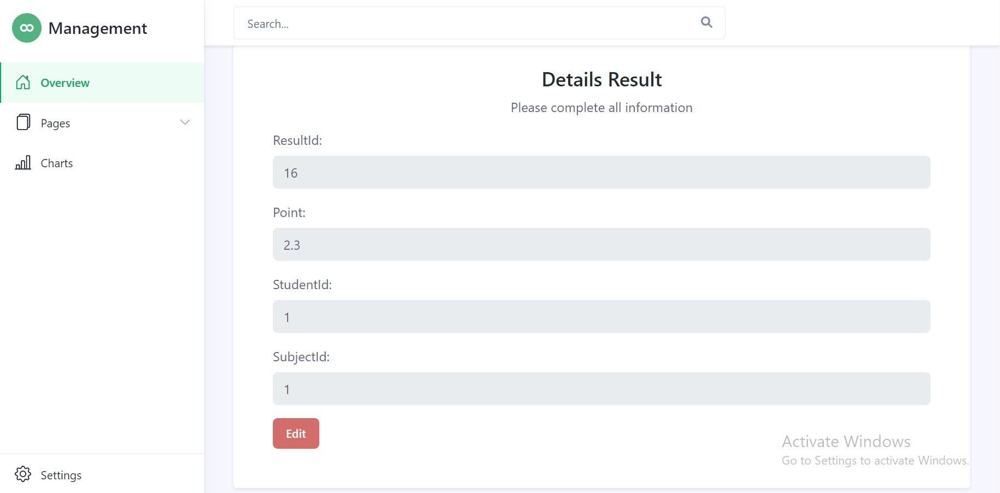 Management
Search...
Overview
Pages
Charts
Settings
Details Result
Please complete all information
ResultId:
16
Point:
2.3
StudentId:
1
SubjectId:
1
Edit
Activate Windows
Go to Settings to activate Windows.